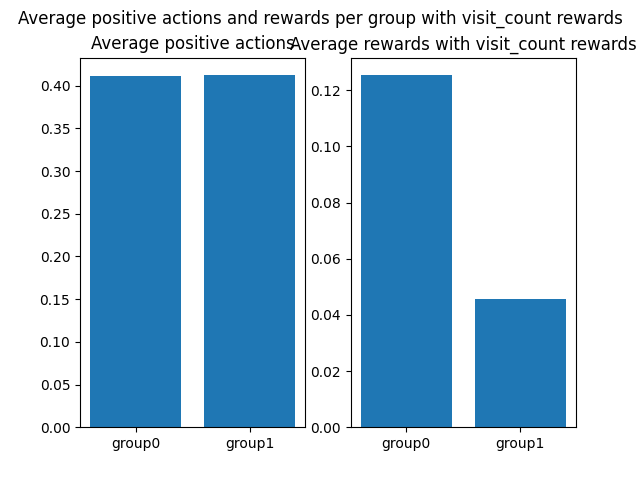 Average positive actions and rewards per group with visit_count rewards
Average positive actions
Average rewards with visit_count rewards
0.40
0.35
0.30
0.25
0.20
0.15
0.10
0.05
0.00
group0
group1
0.12
0.10
0.08
0.06
0.04
0.02
0.00
group0
group1